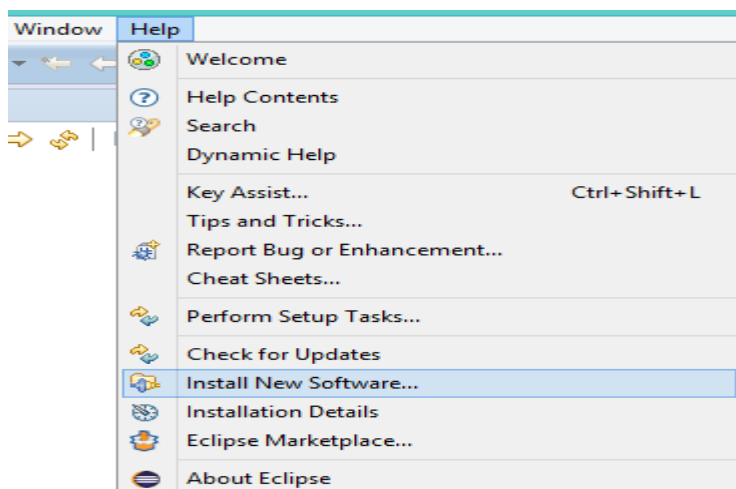 Window Help
Welcome
Help Contents
Search
Dynamic Help
Key Assist... Ctrl+Shift+L
Tips and Tricks...
Report Bug or Enhancement...
Cheat Sheets...
Perform Setup Tasks...
Check for Updates
Install New Software...
Installation Details
Eclipse Marketplace...
About Eclipse